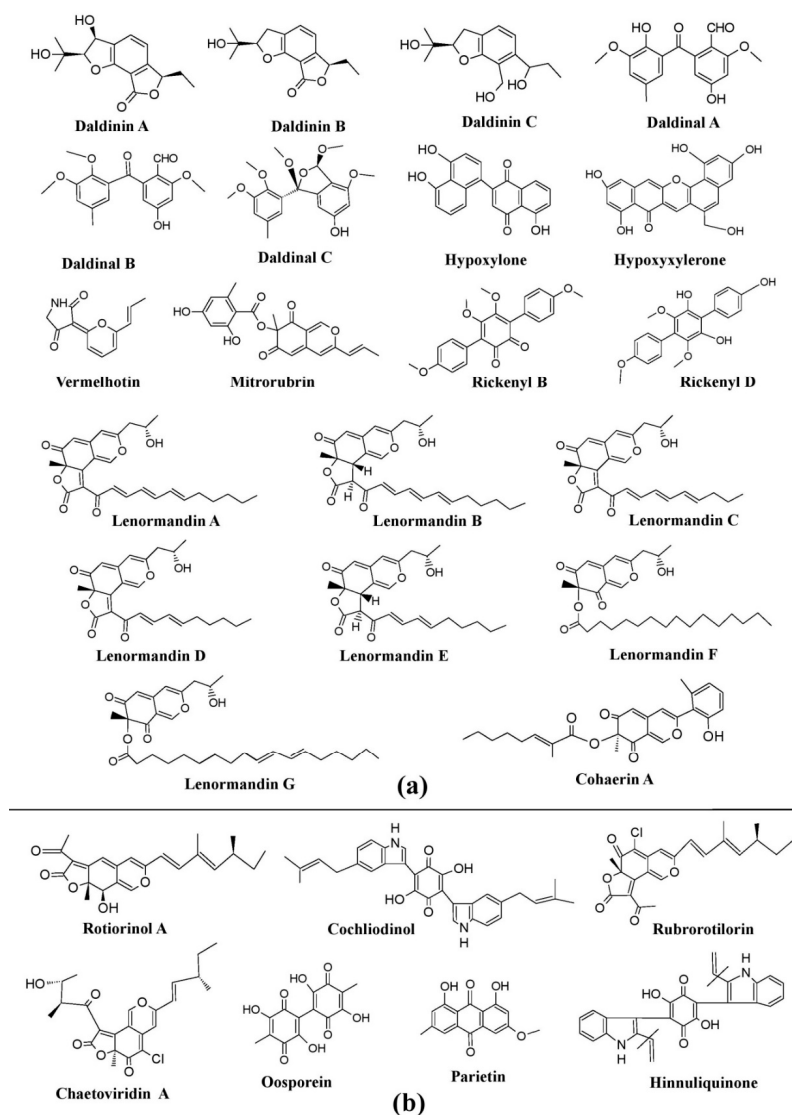 Daldinin A
Daldinin B
Daldinin C
Daldinal A
Daldinal B
Daldinal C
Hypoxylone
Hypoxyxylerone
Vermelhotin
Mitrorubrin
Rickenyl B
Rickenyl D
Lenormandin A
Lenormandin B
Lenormandin C
Lenormandin D
Lenormandin E
Lenormandin F
Lenormandin G
(a)
Cohaerin A
Rotiorinol A
Cochliodinol
Rubrorotilorin
Chaetoviridin A
Oosporein
Parietin
Hinnuliquinone
(b)